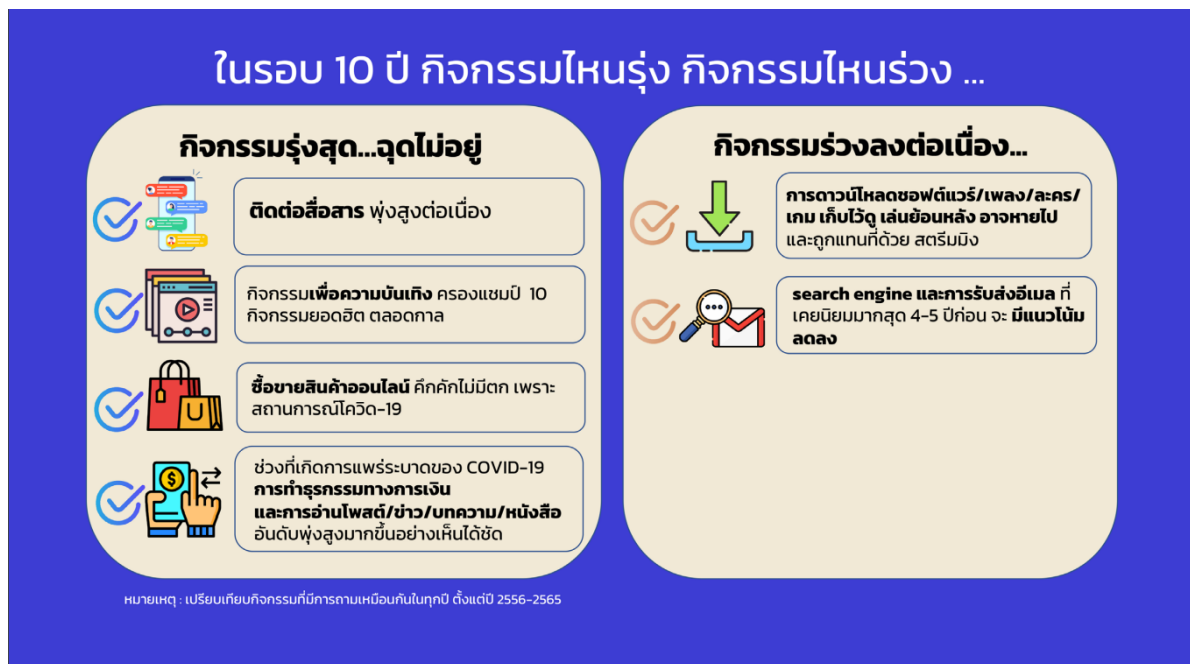 ในรอบ 10 ปี กิจกรรมไหนรุ่ง กิจกรรมไหนร่วง ...
กิจกรรมรุ่งสุด...ฉุดไม่อยู่
ติดต่อสื่อสาร พุ่งสูงต่อเนื่อง
กิจกรรมเพื่อความบันเทิง ครองแชมป์ 10
กิจกรรมยอดฮิต ตลอดกาล
ซื้อขายสินค้าออนไลน์ คึกคักไม่มีตก เพราะ
สถานการณ์โควิด-19
ช่วงที่เกิดการแพร่ระบาดของ COVID-19
การทำธุรกรรมทางการเงิน
และการอ่านโพสต์/ข่าว/บทความ/หนังสือ
อันดับพุ่งสูงมากขึ้นอย่างเห็นได้ชัด
กิจกรรมร่วงลงต่อเนื่อง...
การดาวน์โหลดซอฟต์แวร์/เพลง/ละคร/
เกม เก็บไว้ดู เล่นย้อนหลัง อาจหายไป
และถูกแทนที่ด้วย สตรีมมิง
search engine และการรับส่งอีเมล ที่
เคยนิยมมากสุด 4-5 ปีก่อน จะ มีแนวโน้ม
ลดลง
หมายเหตุ : เปรียบเทียบกิจกรรมที่มีการถามเหมือนกันในทุกปี ตั้งแต่ปี 2556-2565